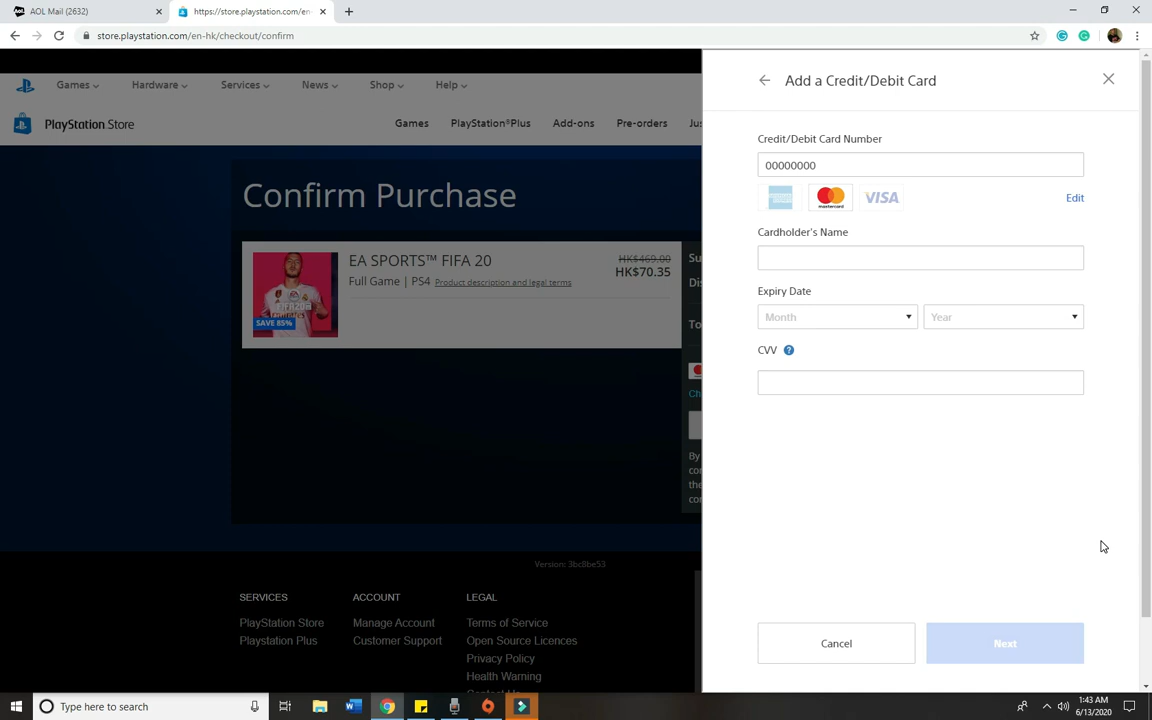 AOL Mail (2632)
https://store.playstation.com/en-
store.playstation.com/en-hk/checkout/confirm
Games
Hardware
Services
News
Shop
Help
PlayStation Store
Games
PlayStation®Plus
Add-ons
Pre-orders
Confirm Purchase
EA SPORTS™ FIFA 20
HK$469.00
Full Game | PS4 Product description and legal terms
HK$70.35
FIFA20
SAVE 85%
Version: 3bc8be53
SERVICES
ACCOUNT
LEGAL
PlayStation Store
Manage Account
Terms of Service
Playstation Plus
Customer Support
Open Source Licences
Privacy Policy
Health Warning
Add a Credit/Debit Card
Credit/Debit Card Number
00000000
mastercard
VISA
Edit
Cardholder's Name
Expiry Date
Month
Year
CVV ?
Cancel
Next
Type here to search
1:43 AM
6/13/2020